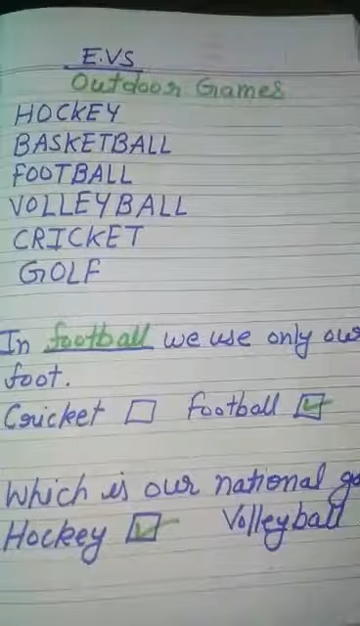 E.VS
Outdoor Games
HOCKEY
BASKETBALL
FOOTBALL
VOLLEYBALL
CRICKET
GOLF
In football we use only our
foot.
Cricket ☐ football ☑
Which is our national
Hockey ☑ Volleyball